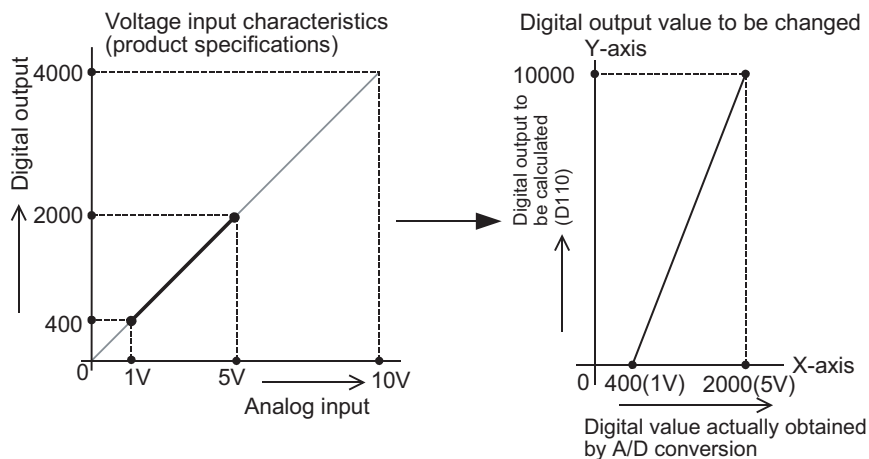 Voltage input characteristics
(product specifications)
4000
2000
400
0
1V
5V
10V
Digital output
Analog input
Digital output value to be changed
Y-axis
10000
Digital output to
be calculated
(D110)
0
400(1V)
2000(5V)
X-axis
Digital value actually obtained
by A/D conversion